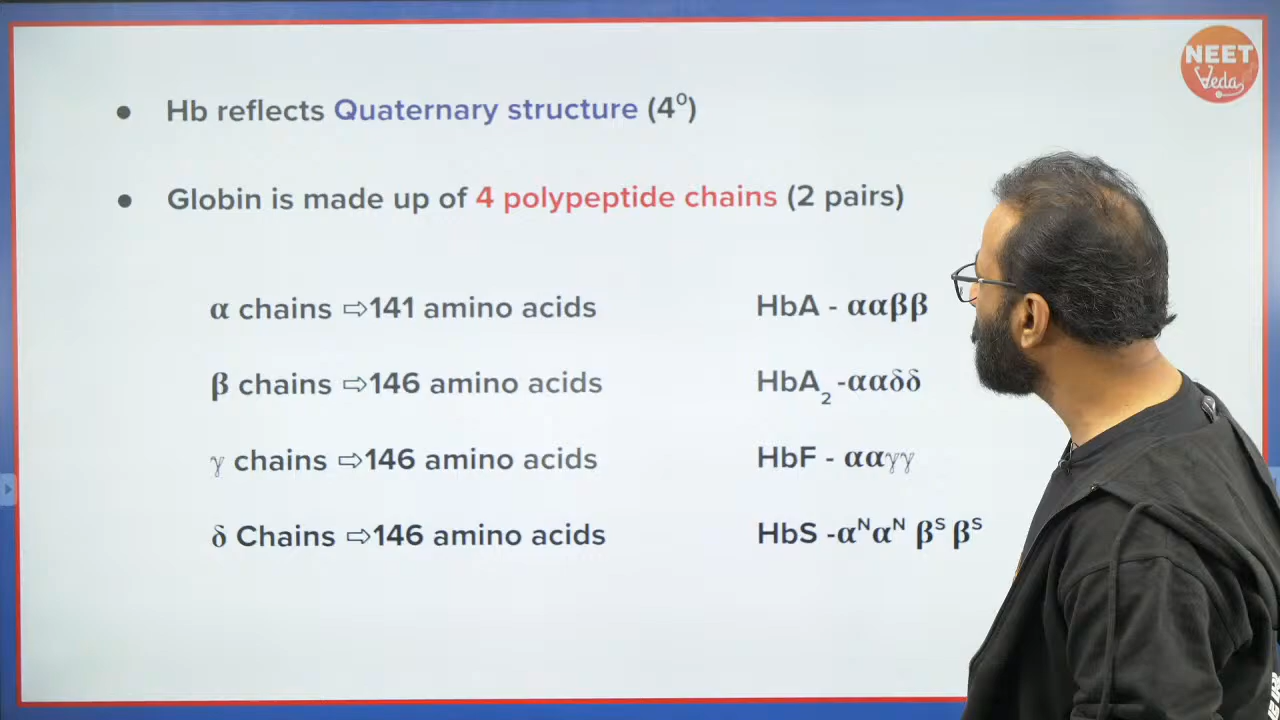 NEET
Veda
● Hb reflects Quaternary structure (4⁰)
● Globin is made up of 4 polypeptide chains (2 pairs)
α chains ⇨141 amino acids
β chains ⇨146 amino acids
γ chains ⇨146 amino acids
δ Chains ⇨146 amino acids
HbA - ααββ
HbA₂ -ααδδ
HbF - ααγγ
HbS -αᴺαᴺ βˢ βˢ